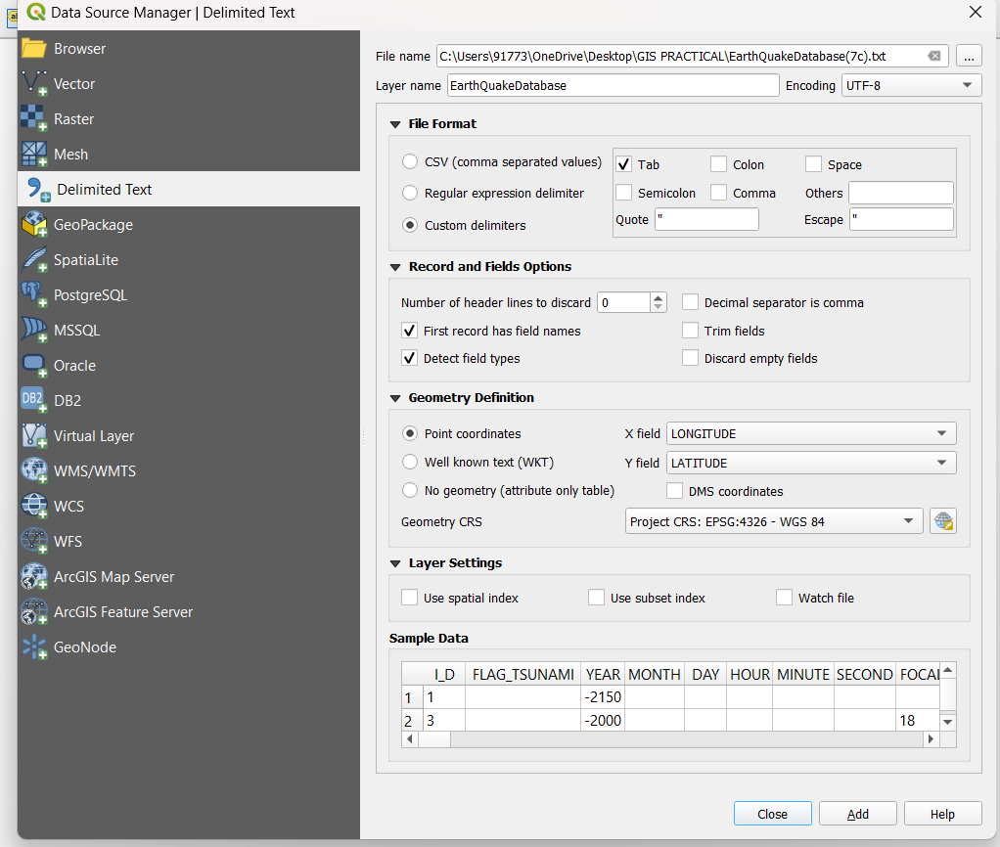 Data Source Manager | Delimited Text
Browser
Vector
Raster
Mesh
Delimited Text
GeoPackage
SpatiaLite
PostgreSQL
MSSQL
Oracle
DB2 DB2
Virtual Layer
WMS/WMTS
WCS
WFS
ArcGIS Map Server
ArcGIS Feature Server
GeoNode
File name C:\Users\91773\OneDrive\Desktop\GIS PRACTICAL\EarthQuakeDatabase(7c).txt ...
Layer name EarthQuakeDatabase Encoding UTF-8
File Format
CSV (comma separated values) Tab Colon Space
Regular expression delimiter Semicolon Comma Others
Custom delimiters Quote " Escape "
Record and Fields Options
Number of header lines to discard 0 Decimal separator is comma
First record has field names Trim fields
Detect field types Discard empty fields
Geometry Definition
Point coordinates X field LONGITUDE
Well known text (WKT) Y field LATITUDE
No geometry (attribute only table) DMS coordinates
Geometry CRS Project CRS: EPSG:4326 - WGS 84
Layer Settings
Use spatial index Use subset index Watch file
Sample Data
I_D FLAG_TSUNAMI YEAR MONTH DAY HOUR MINUTE SECOND FOCAL
1 1 -2150
2 3 -2000 18
Close Add Help